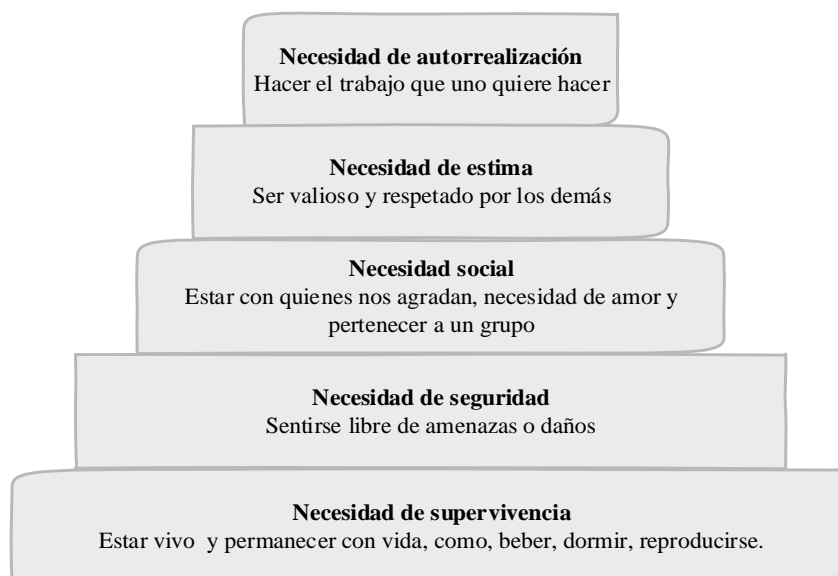 Necesidad de autorrealización
Hacer el trabajo que uno quiere hacer
Necesidad de estima
Ser valioso y respetado por los demás
Necesidad social
Estar con quienes nos agradan, necesidad de amor y
pertenecer a un grupo
Necesidad de seguridad
Sentirse libre de amenazas o daños
Necesidad de supervivencia
Estar vivo y permanecer con vida, como, beber, dormir, reproducirse.